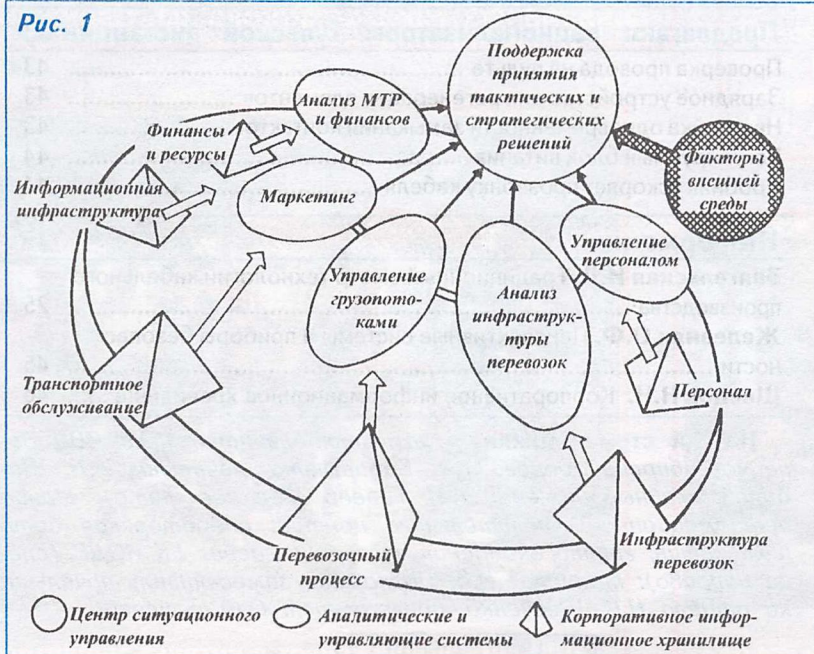 Рис. 1
Поддержка
принятия
тактических и
стратегических
решений
Анализ МТР
и финансов
Финансы
и ресурсы
Факторы
внешней
среды
Информационная
инфраструктура
Маркетинг
Управление
персоналом
Управление
грузопото-
ками
Анализ
инфраструк-
туры
перевозок
Транспортное
обслуживание
Персонал
Перевозочный
процесс
Инфраструктура
перевозок
Центр ситуационного
управления
Аналитические и
управляющие системы
Корпоративное инфор-
мационное хранилище